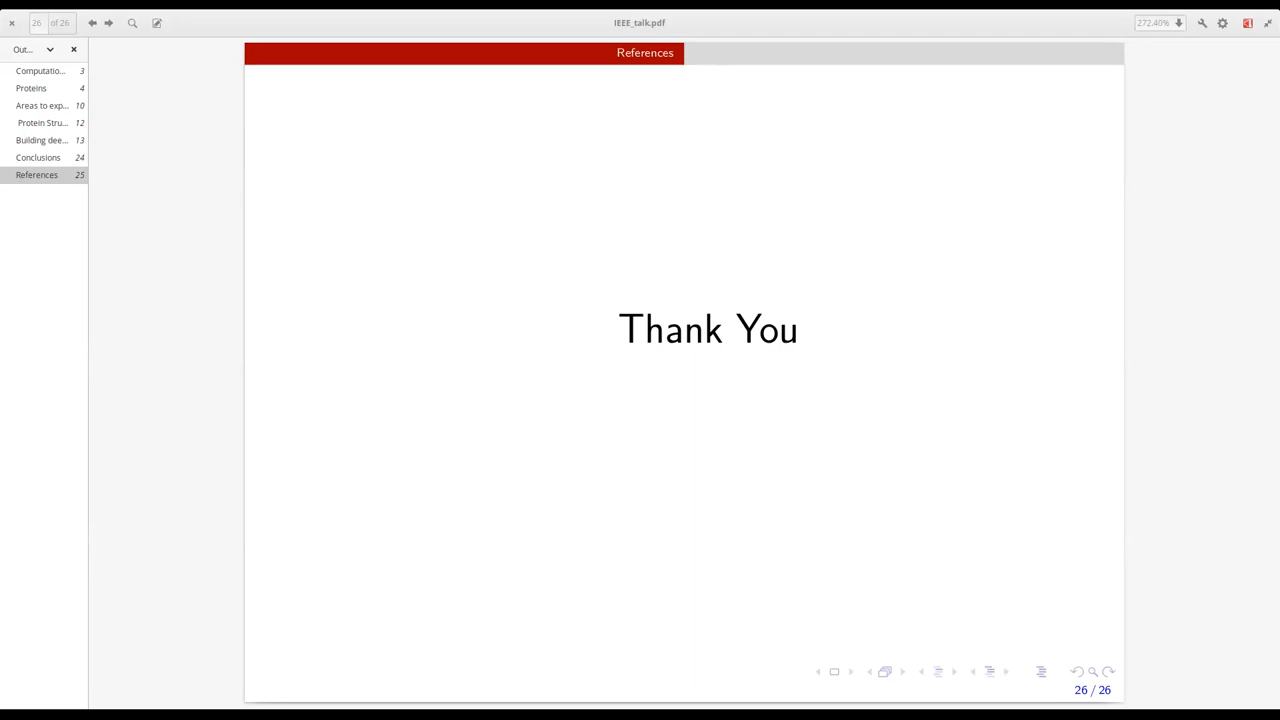 26 of 26
IEEE_talk.pdf
272.40%
Out...
Computatio... 3
Proteins 4
Areas to exp... 10
Protein Stru... 12
Building dee... 13
Conclusions 24
References 25
References
Thank You
26 / 26